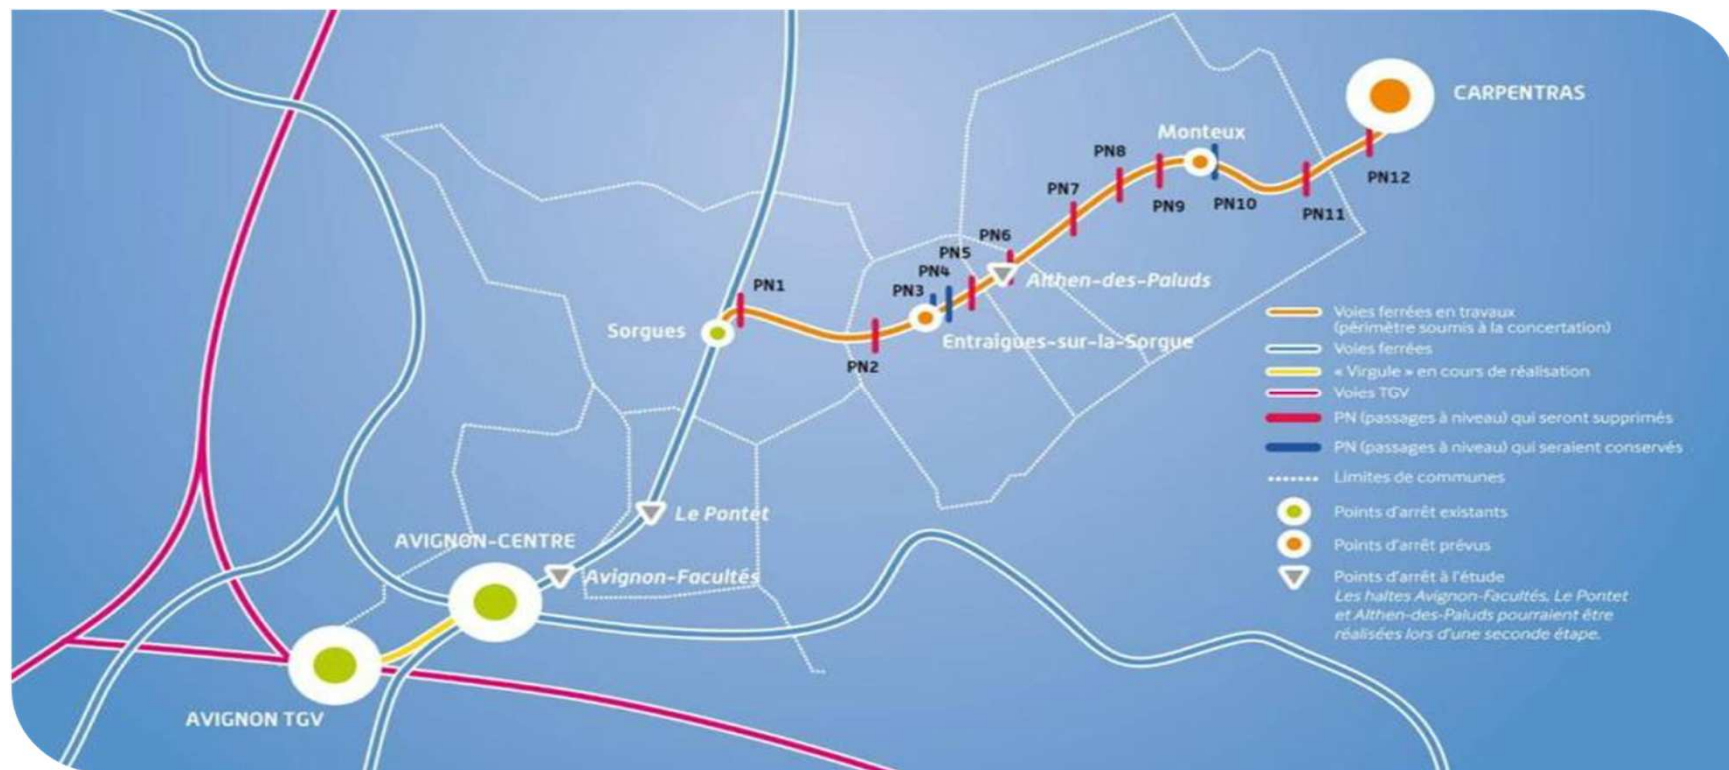 CARPENTRAS
Monteux
PN8
PN12
PN7
PN9
PN10
PN11
PN6
PN5
PN4
Althen-des-Paluds
PN3
PN1
Sorgues
Entraigues-sur-la-Sorgue
PN2
Le Pontet
AVIGNON-CENTRE
Avignon-Facultés
AVIGNON TGV
Voies ferrées en travaux
(périmètre soumis à la concertation)
Voies ferrées
« Virgule » en cours de réalisation
Voies TGV
PN (passages à niveau) qui seront supprimés
PN (passages à niveau) qui seraient conservés
Limites de communes
Points d'arrêt existants
Points d'arrêt prévus
Points d'arrêt à l'étude
Les haltes Avignon-Facultés, Le Pontet
et Althen-des-Paluds pourraient être
réalisées lors d'une seconde étape.